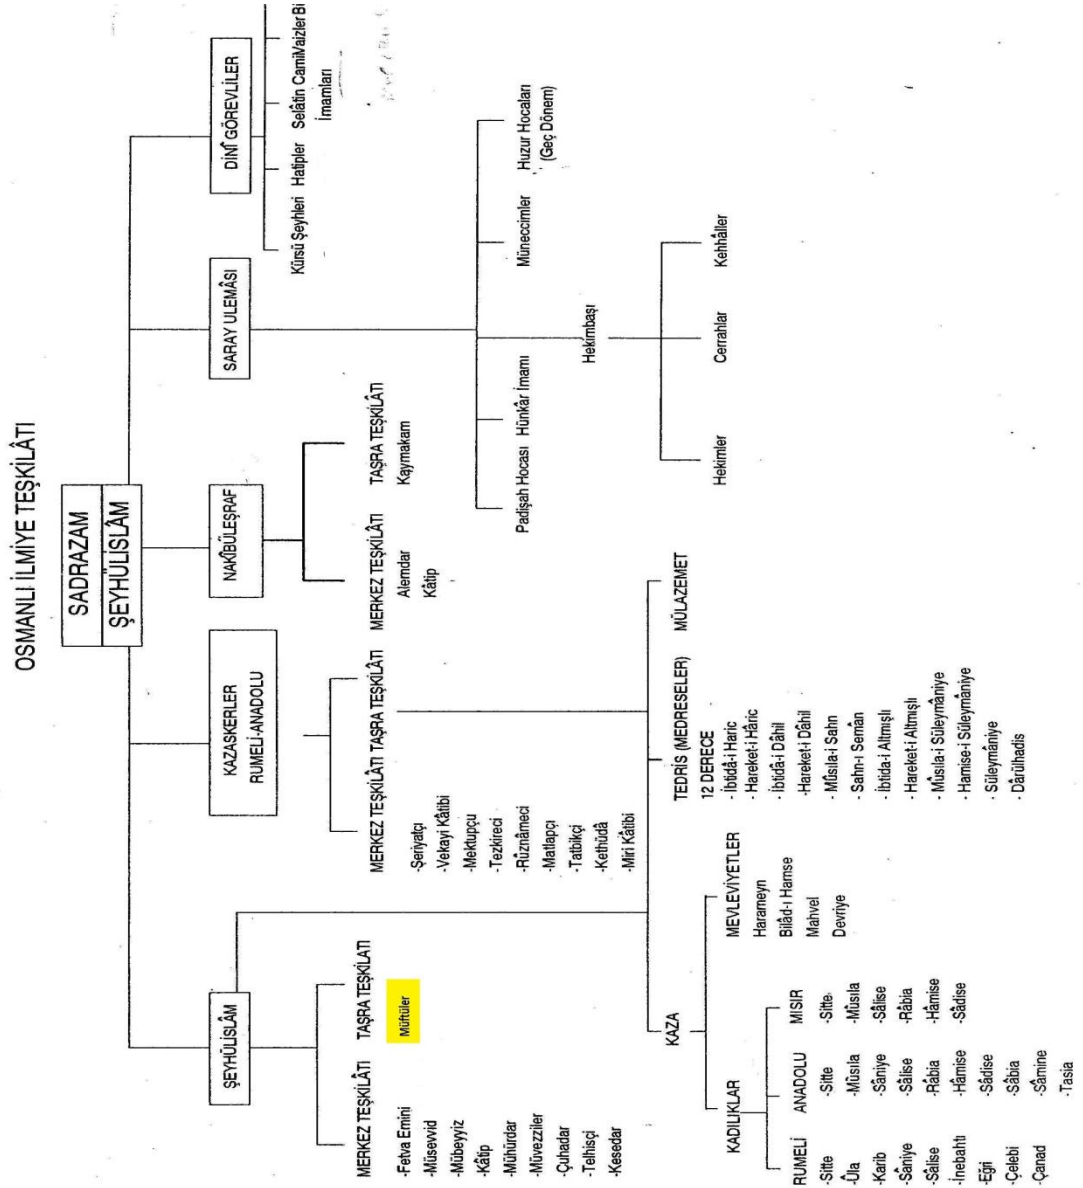 OSMANLI İLMİYE TEŞKİLÂTI
SADRAZAM
ŞEYHÜLİSLÂM
ŞEYHÜLİSLÂM
MERKEZ TEŞKİLÂTI
-Fetva Emini
-Müsevvid
-Mübeyyiz
-Kâtip
-Mühürdar
-Müvezziler
-Çuhadar
-Telhisçi
-Kesedar
TAŞRA TEŞKİLATI
Müftüler
KAZASKERLER
RUMELİ-ANADOLU
MERKEZ TEŞKİLÂTI
-Şeriyatçı
-Vekayi Kâtibi
-Mektupçu
-Tezkireci
-Rûznâmeci
-Matlapçı
-Tatbikçi
-Kethüdâ
-Miri Kâtibi
TAŞRA TEŞKİLÂTI
NAKİBÜLEŞRAF
MERKEZ TEŞKİLÂTI
Alemdar
Kâtip
TAŞRA TEŞKİLÂTI
Kaymakam
SARAY ULEMÂSI
Padişah Hocası
Hünkâr İmamı
Hekimbaşı
Müneccimler
Huzur Hocaları
(Geç Dönem)
Hekimler
Cerrahlar
Kehhâller
DİNÎ GÖREVLİLER
Kürsü Şeyhleri
Hatipler
Selâtin Camii
İmamları
Vaizler
KAZA
KADILIKLAR
RUMELİ
-Sitte
-Ûla
-Karib
-Sâniye
-Sâlise
-İnebahtı
-Eğri
-Çelebi
-Çanad
ANADOLU
-Sitte
-Mûsıla
-Sâniye
-Sâlise
-Râbia
-Hâmise
-Sâdise
-Sâbia
-Sâmine
-Tasia
MISIR
-Sitte
-Mûsıla
-Sâlise
-Râbia
-Hâmise
-Sâdise
MEVLEVİYETLER
Harameyn
Bilâd-ı Hamse
Mahvel
Devriye
TEDRİS (MEDRESELER)
12 DERECE
- İbtidâ-i Haric
- Hareket-i Hâric
- İbtidâ-i Dâhil
-Hareket-i Dâhil
- Mûsıla-i Sahn
- Sahn-ı Semân
- İbtida-i Altmışlı
- Hareket-i Altmışlı
- Mûsıla-i Süleymâniye
- Hamise-i Süleymâniye
- Süleymâniye
- Dârülhadis
MÜLAZEMET